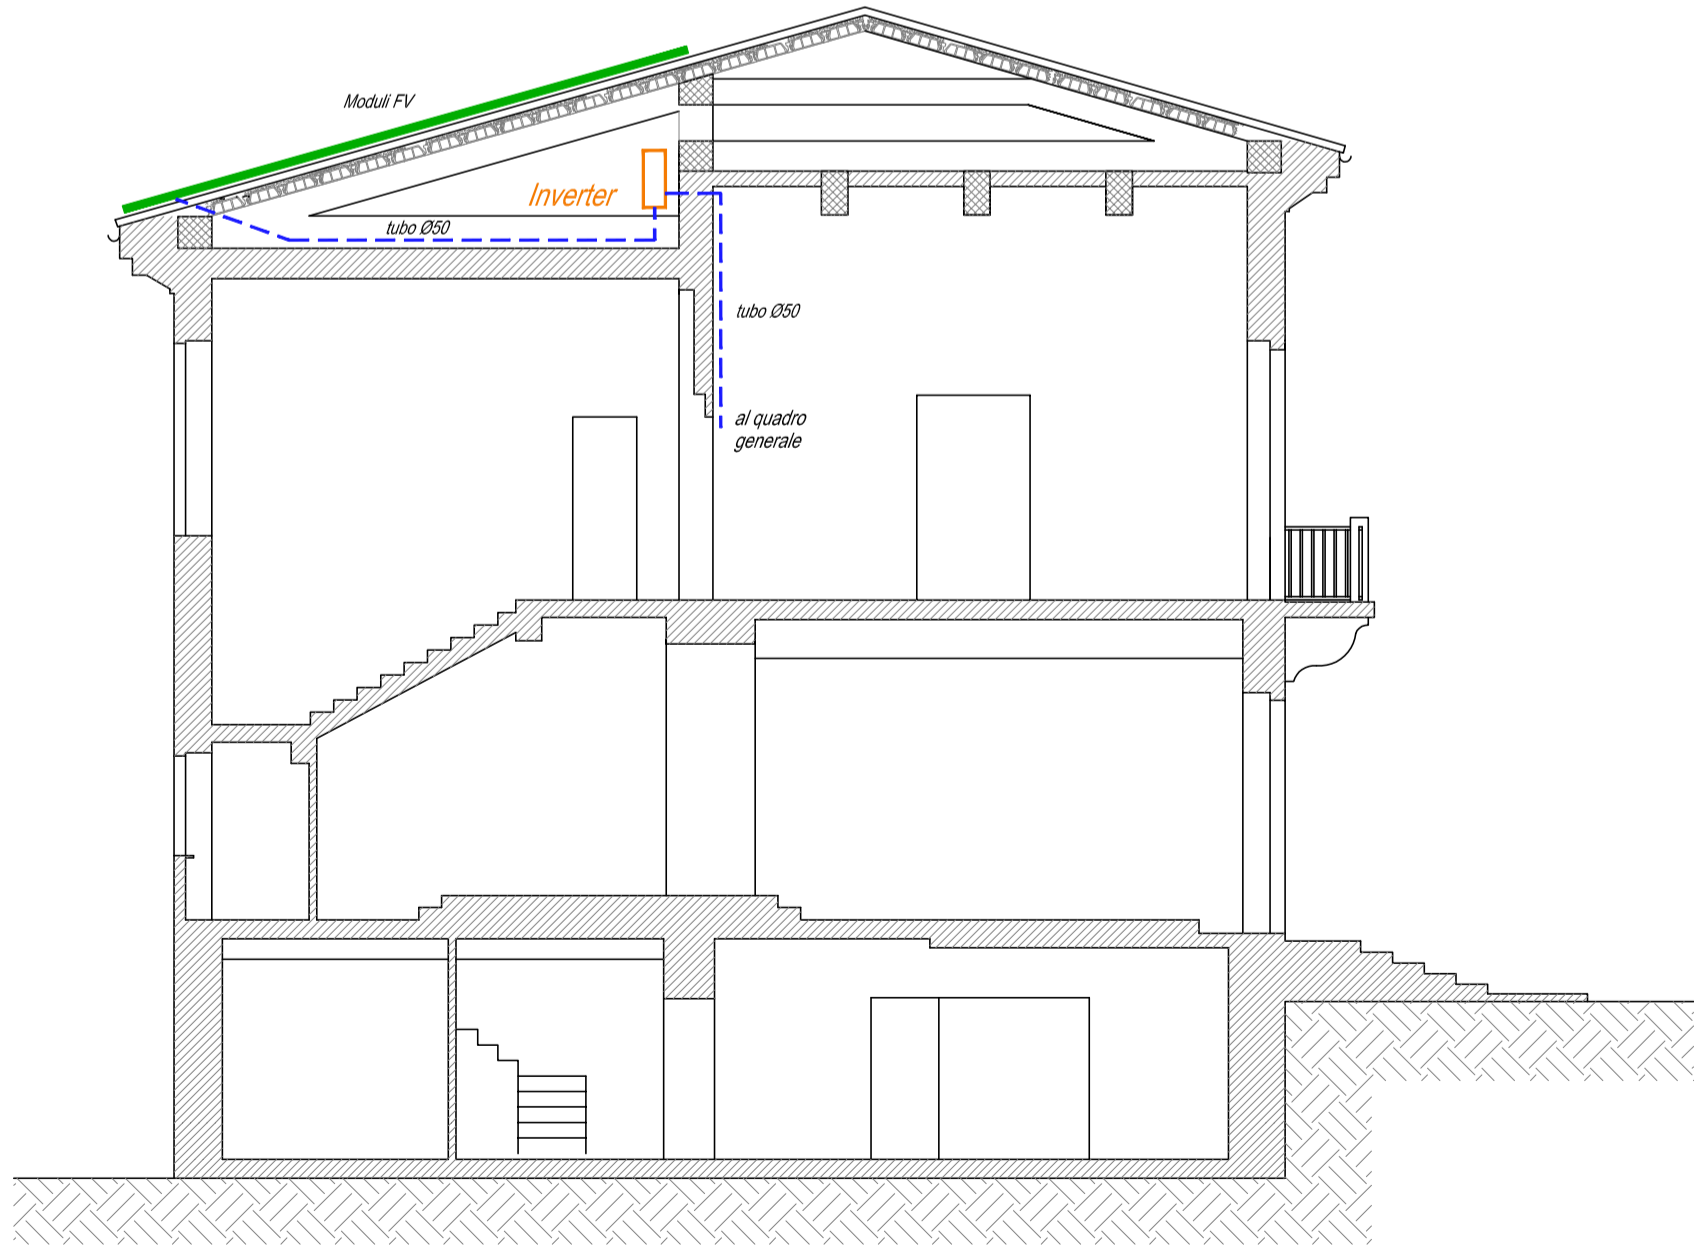 Moduli FV
Inverter
tubo Ø50
tubo Ø50
al quadro
generale